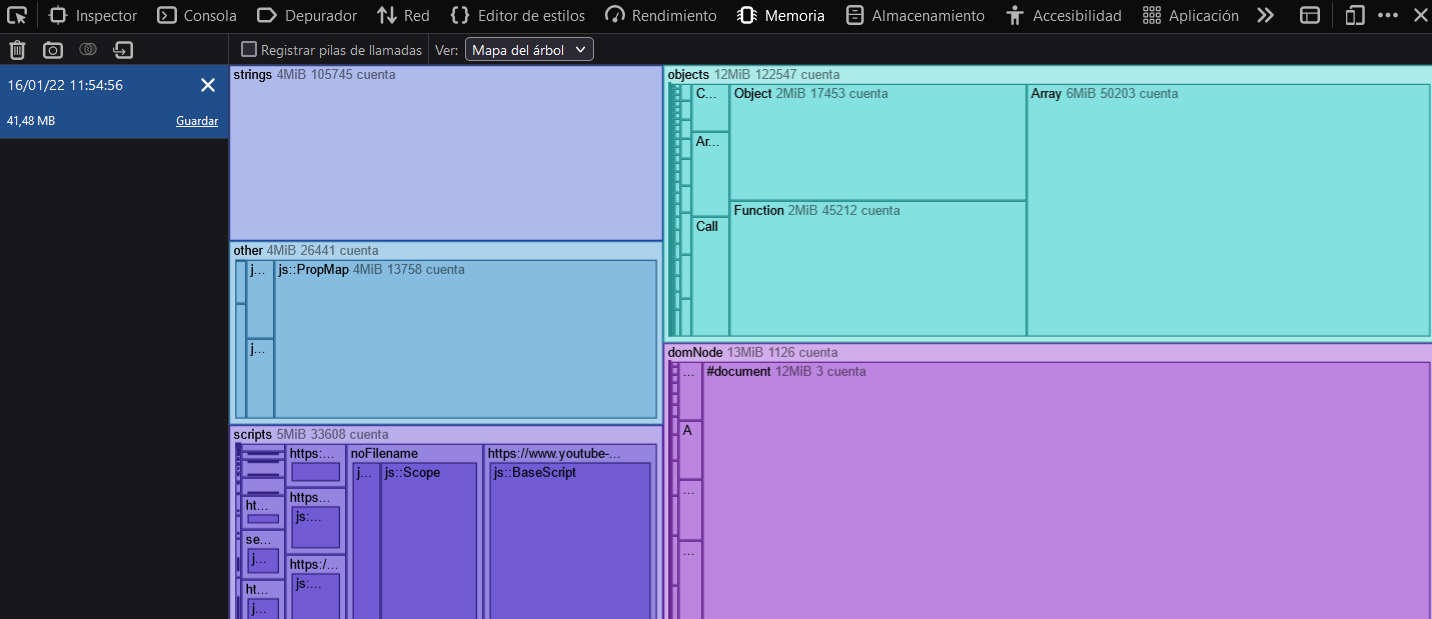 Inspector Consola Depurador Red Editor de estilos Rendimiento Memoria Almacenamiento Accesibilidad Aplicación
Registrar pilas de llamadas Ver: Mapa del árbol
16/01/22 11:54:56
41,48 MB Guardar
strings 4MiB 105745 cuenta
other 4MiB 26441 cuenta
j... js::PropMap 4MiB 13758 cuenta
j...
scripts 5MiB 33608 cuenta
https:... noFilename https://www.youtube-...
j... js::Scope js::BaseScript
https...
ht... js:...
se...
j... https:/...
ht... js:...
j...
objects 12MiB 122547 cuenta
C... Object 2MiB 17453 cuenta Array 6MiB 50203 cuenta
Ar...
Function 2MiB 45212 cuenta
Call
domNode 13MiB 1126 cuenta
... #document 12MiB 3 cuenta
A
...
...